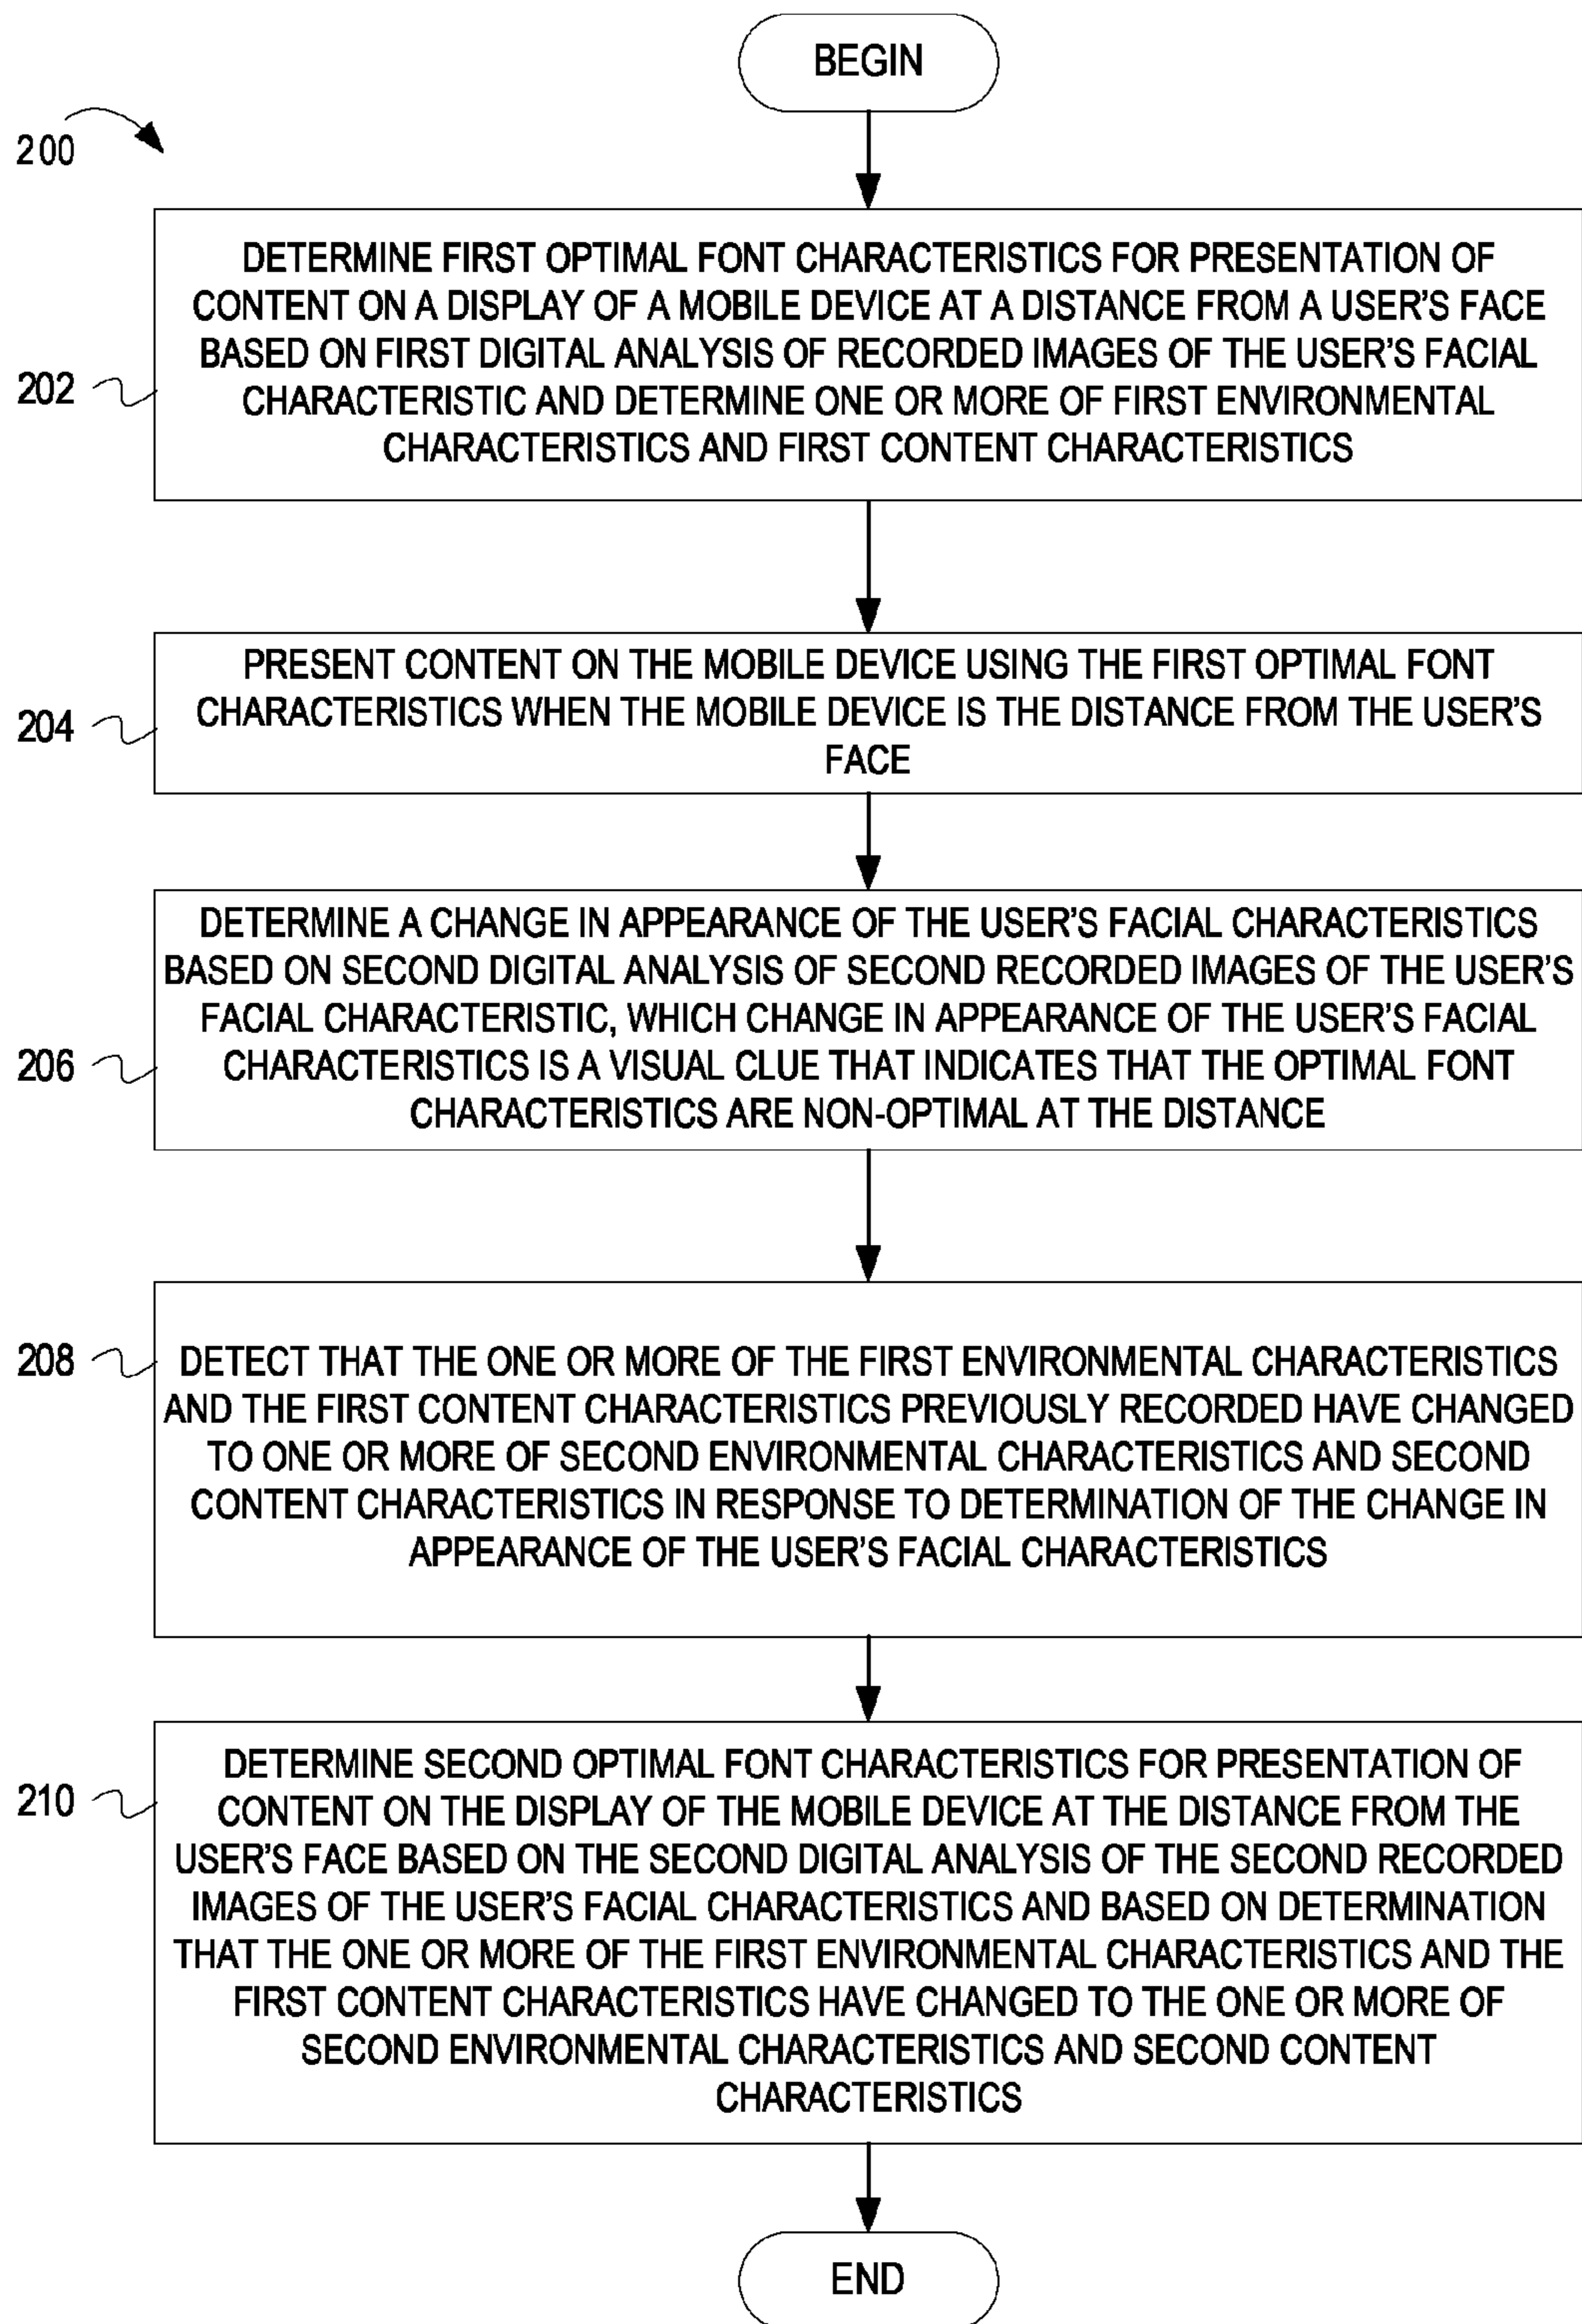 BEGIN
200
DETERMINE FIRST OPTIMAL FONT CHARACTERISTICS FOR PRESENTATION OF
CONTENT ON A DISPLAY OF A MOBILE DEVICE AT A DISTANCE FROM A USER'S FACE
BASED ON FIRST DIGITAL ANALYSIS OF RECORDED IMAGES OF THE USER'S FACIAL
CHARACTERISTIC AND DETERMINE ONE OR MORE OF FIRST ENVIRONMENTAL
CHARACTERISTICS AND FIRST CONTENT CHARACTERISTICS
202
PRESENT CONTENT ON THE MOBILE DEVICE USING THE FIRST OPTIMAL FONT
CHARACTERISTICS WHEN THE MOBILE DEVICE IS THE DISTANCE FROM THE USER'S
FACE
204
DETERMINE A CHANGE IN APPEARANCE OF THE USER'S FACIAL CHARACTERISTICS
BASED ON SECOND DIGITAL ANALYSIS OF SECOND RECORDED IMAGES OF THE USER'S
FACIAL CHARACTERISTIC, WHICH CHANGE IN APPEARANCE OF THE USER'S FACIAL
CHARACTERISTICS IS A VISUAL CLUE THAT INDICATES THAT THE OPTIMAL FONT
CHARACTERISTICS ARE NON-OPTIMAL AT THE DISTANCE
206
208
DETECT THAT THE ONE OR MORE OF THE FIRST ENVIRONMENTAL CHARACTERISTICS
AND THE FIRST CONTENT CHARACTERISTICS PREVIOUSLY RECORDED HAVE CHANGED
TO ONE OR MORE OF SECOND ENVIRONMENTAL CHARACTERISTICS AND SECOND
CONTENT CHARACTERISTICS IN RESPONSE TO DETERMINATION OF THE CHANGE IN
APPEARANCE OF THE USER'S FACIAL CHARACTERISTICS
210
DETERMINE SECOND OPTIMAL FONT CHARACTERISTICS FOR PRESENTATION OF
CONTENT ON THE DISPLAY OF THE MOBILE DEVICE AT THE DISTANCE FROM THE
USER'S FACE BASED ON THE SECOND DIGITAL ANALYSIS OF THE SECOND RECORDED
IMAGES OF THE USER'S FACIAL CHARACTERISTICS AND BASED ON DETERMINATION
THAT THE ONE OR MORE OF THE FIRST ENVIRONMENTAL CHARACTERISTICS AND THE
FIRST CONTENT CHARACTERISTICS HAVE CHANGED TO THE ONE OR MORE OF
SECOND ENVIRONMENTAL CHARACTERISTICS AND SECOND CONTENT
CHARACTERISTICS
END